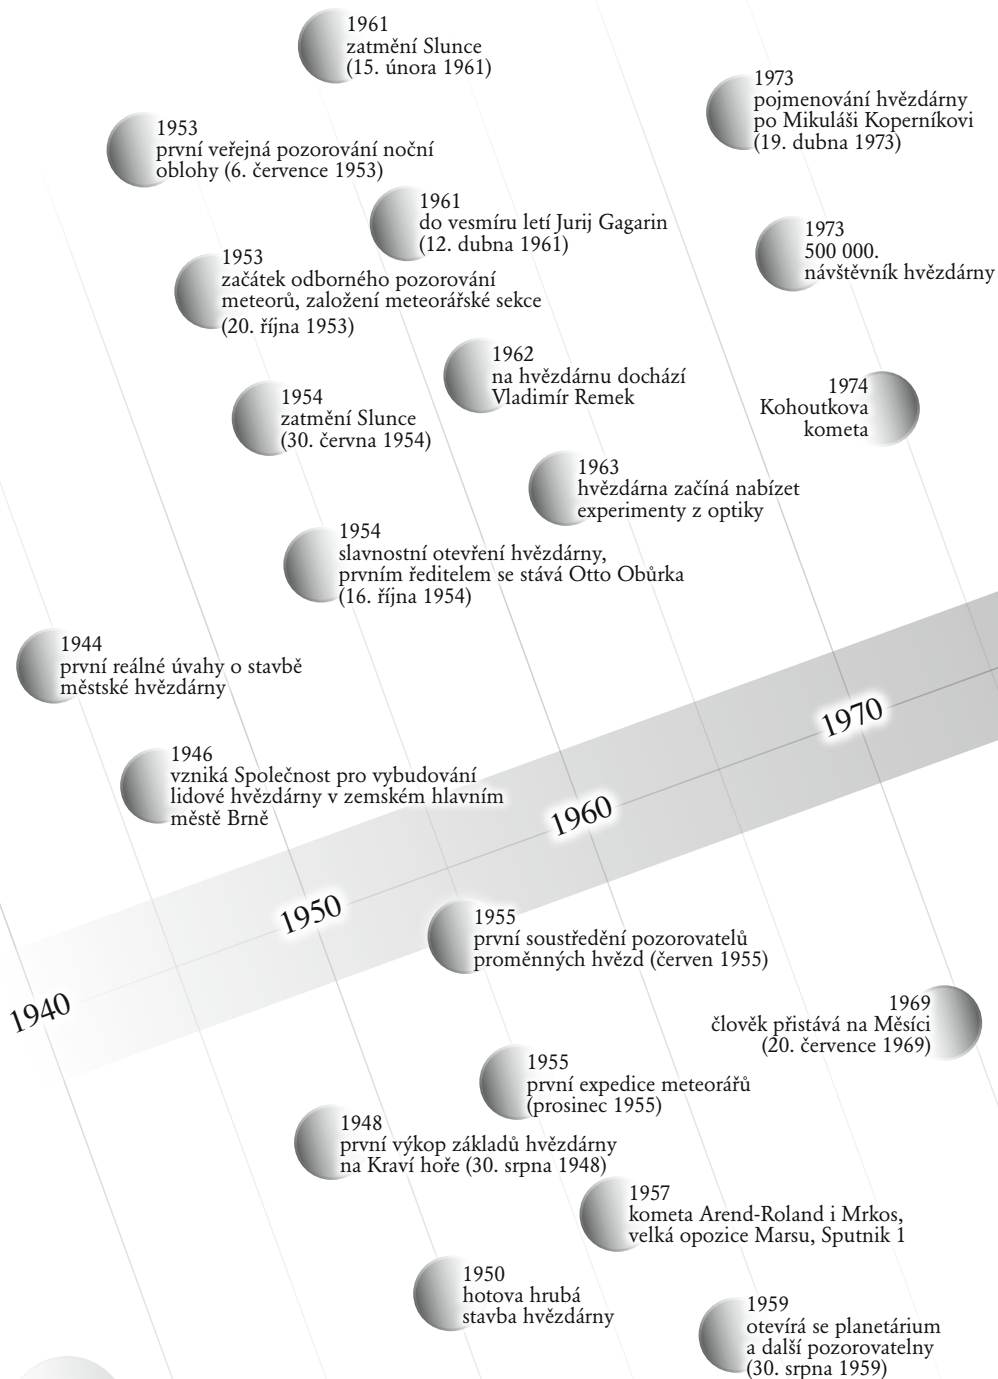 1961
zatmění Slunce
(15. února 1961)
1973
pojmenování hvězdárny
po Mikuláši Koperníkovi
(19. dubna 1973)
1953
první veřejná pozorování noční
oblohy (6. července 1953)
1961
do vesmíru letí Jurij Gagarin
(12. dubna 1961)
1973
500 000.
návštěvník hvězdárny
1953
začátek odborného pozorování
meteorů, založení meteorářské sekce
(20. října 1953)
1962
na hvězdárnu dochází
Vladimír Remek
1974
Kohoutkova
kometa
1954
zatmění Slunce
(30. června 1954)
1963
hvězdárna začíná nabízet
experimenty z optiky
1954
slavnostní otevření hvězdárny,
prvním ředitelem se stává Otto Obůrka
(16. října 1954)
1944
první reálné úvahy o stavbě
městské hvězdárny
1946
vzniká Společnost pro vybudování
lidové hvězdárny v zemském hlavním
městě Brně
1970
1960
1950
1940
1955
první soustředění pozorovatelů
proměnných hvězd (červen 1955)
1969
člověk přistává na Měsíci
(20. července 1969)
1955
první expedice meteorářů
(prosinec 1955)
1948
první výkop základů hvězdárny
na Kraví hoře (30. srpna 1948)
1957
kometa Arend-Roland i Mrkos,
velká opozice Marsu, Sputnik 1
1950
hotova hrubá
stavba hvězdárny
1959
otevírá se planetárium
a další pozorovatelny
(30. srpna 1959)